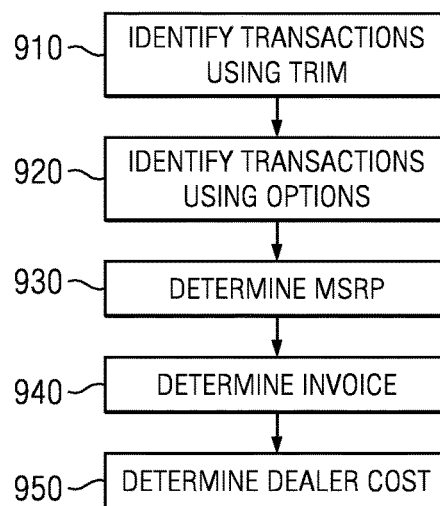 910
IDENTIFY TRANSACTIONS
USING TRIM
920
IDENTIFY TRANSACTIONS
USING OPTIONS
930
DETERMINE MSRP
940
DETERMINE INVOICE
950
DETERMINE DEALER COST